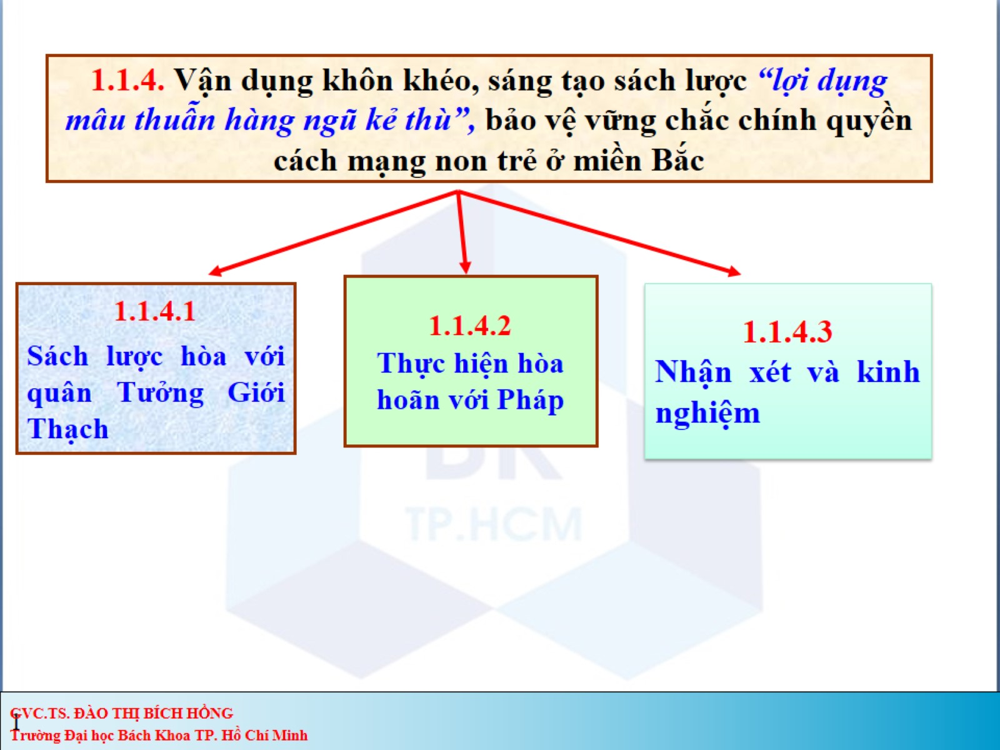 1.1.4. Vận dụng khôn khéo, sáng tạo sách lược “lợi dụng
mâu thuẫn hàng ngũ kẻ thù”, bảo vệ vững chắc chính quyền
cách mạng non trẻ ở miền Bắc
1.1.4.1
Sách lược hòa với
quân Tưởng Giới
Thạch
1.1.4.2
Thực hiện hòa
hoãn với Pháp
1.1.4.3
Nhận xét và kinh
nghiệm
BK
TP.HCM
GVC.TS. ĐÀO THỊ BÍCH HỒNG
1
Trường Đại học Bách Khoa TP. Hồ Chí Minh